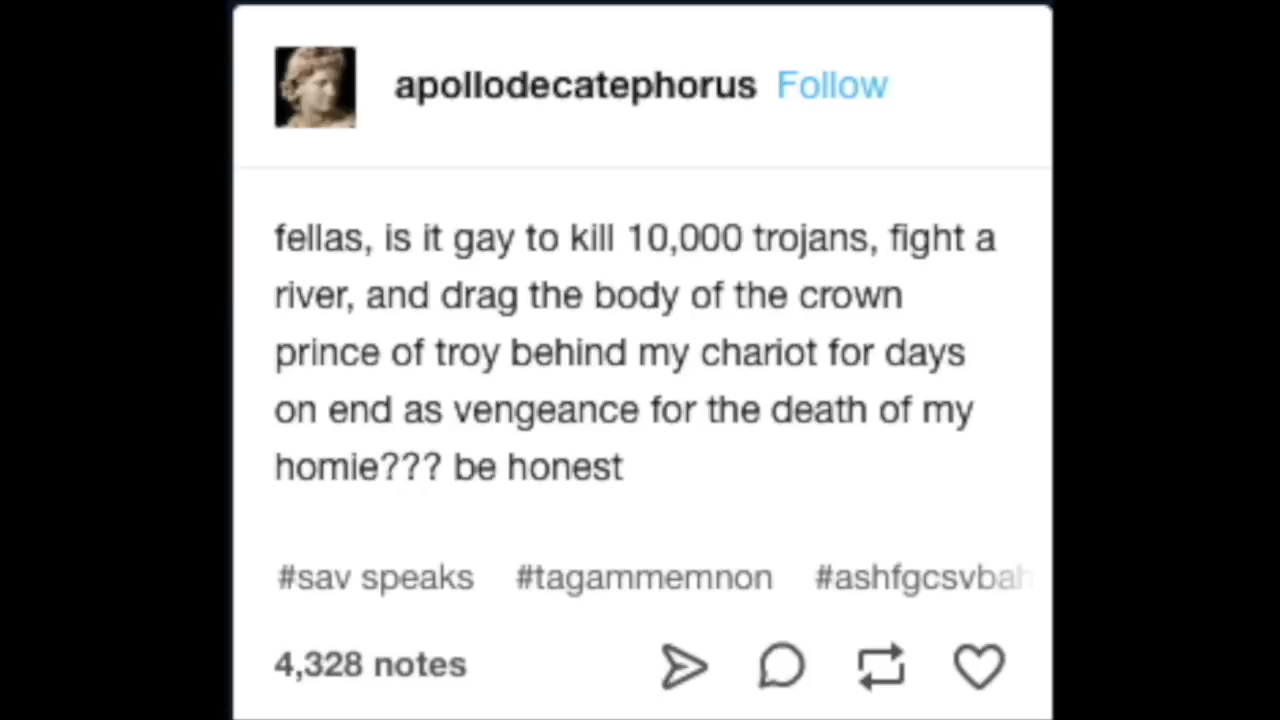 apollodecatephorus Follow
fellas, is it gay to kill 10,000 trojans, fight a
river, and drag the body of the crown
prince of troy behind my chariot for days
on end as vengeance for the death of my
homie??? be honest
#sav speaks #tagammemnon #ashfgcsvbah
4,328 notes